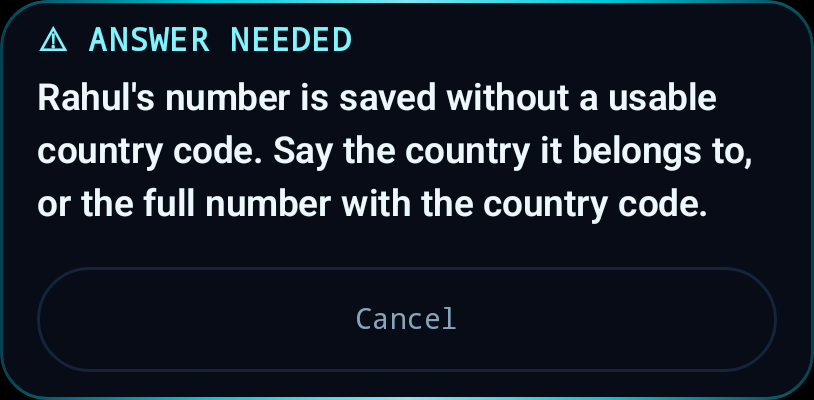 ⚠ ANSWER NEEDED
Rahul's number is saved without a usable
country code. Say the country it belongs to,
or the full number with the country code.
Cancel